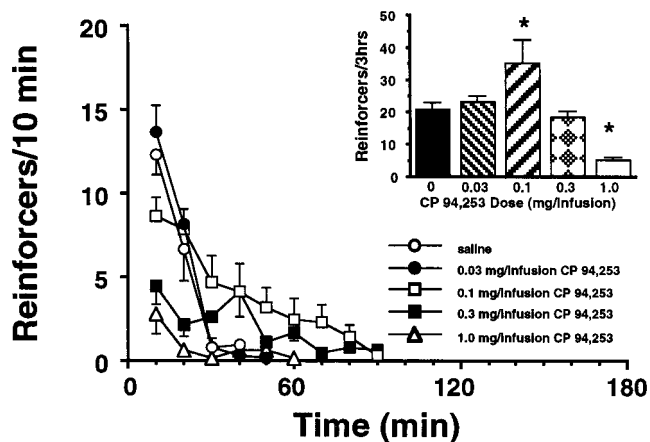 Reinforcers/10 min
20
15
10
5
0
0
60
120
180
Time (min)
Reinforcers/3hrs
50
40
30
20
10
0
*
*
0 0.03 0.1 0.3 1.0
CP 94,253 Dose (mg/infusion)
saline
0.03 mg/infusion CP 94,253
0.1 mg/infusion CP 94,253
0.3 mg/infusion CP 94,253
1.0 mg/infusion CP 94,253